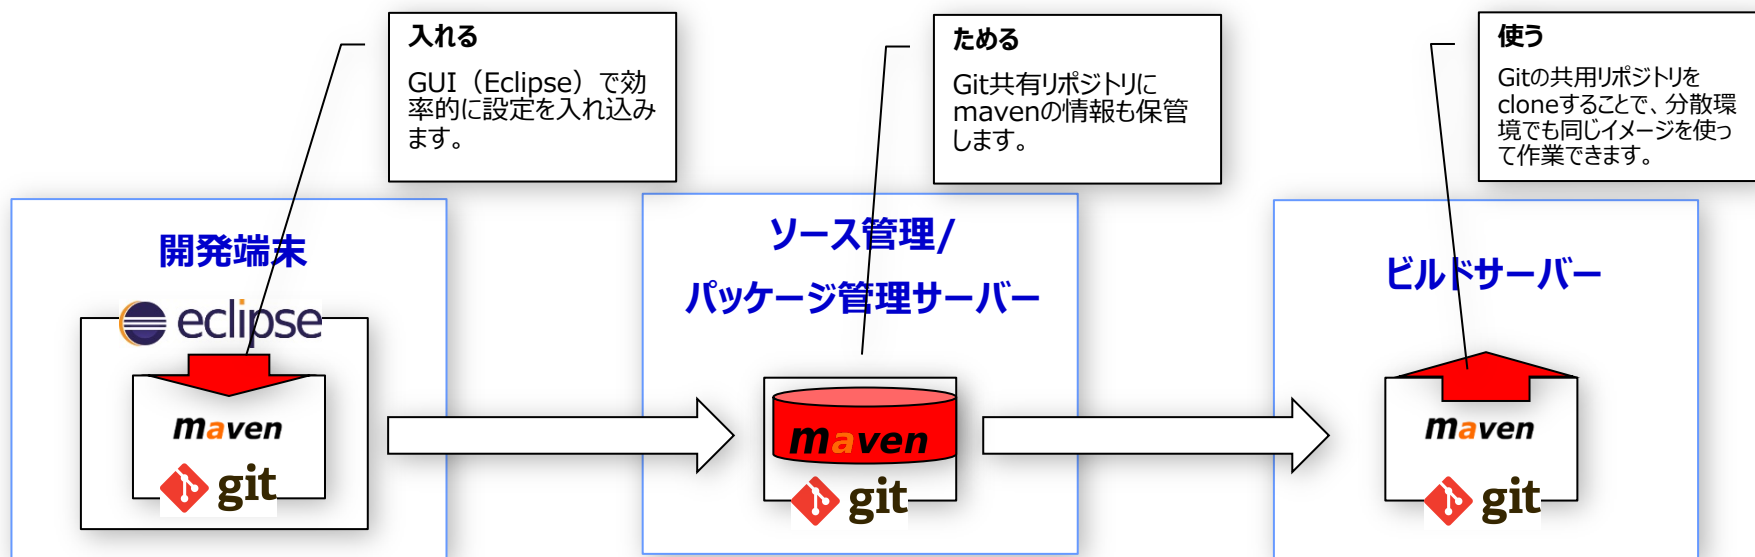 入れる
GUI（Eclipse）で効
率的に設定を入れ込み
ます。
ためる
Git共有リポジトリに
mavenの情報も保管
します。
使う
Gitの共用リポジトリを
cloneすることで、分散環
境でも同じイメージを使っ
て作業できます。
開発端末
eclipse
maven
git
ソース管理/
パッケージ管理サーバー
maven
git
ビルドサーバー
maven
git